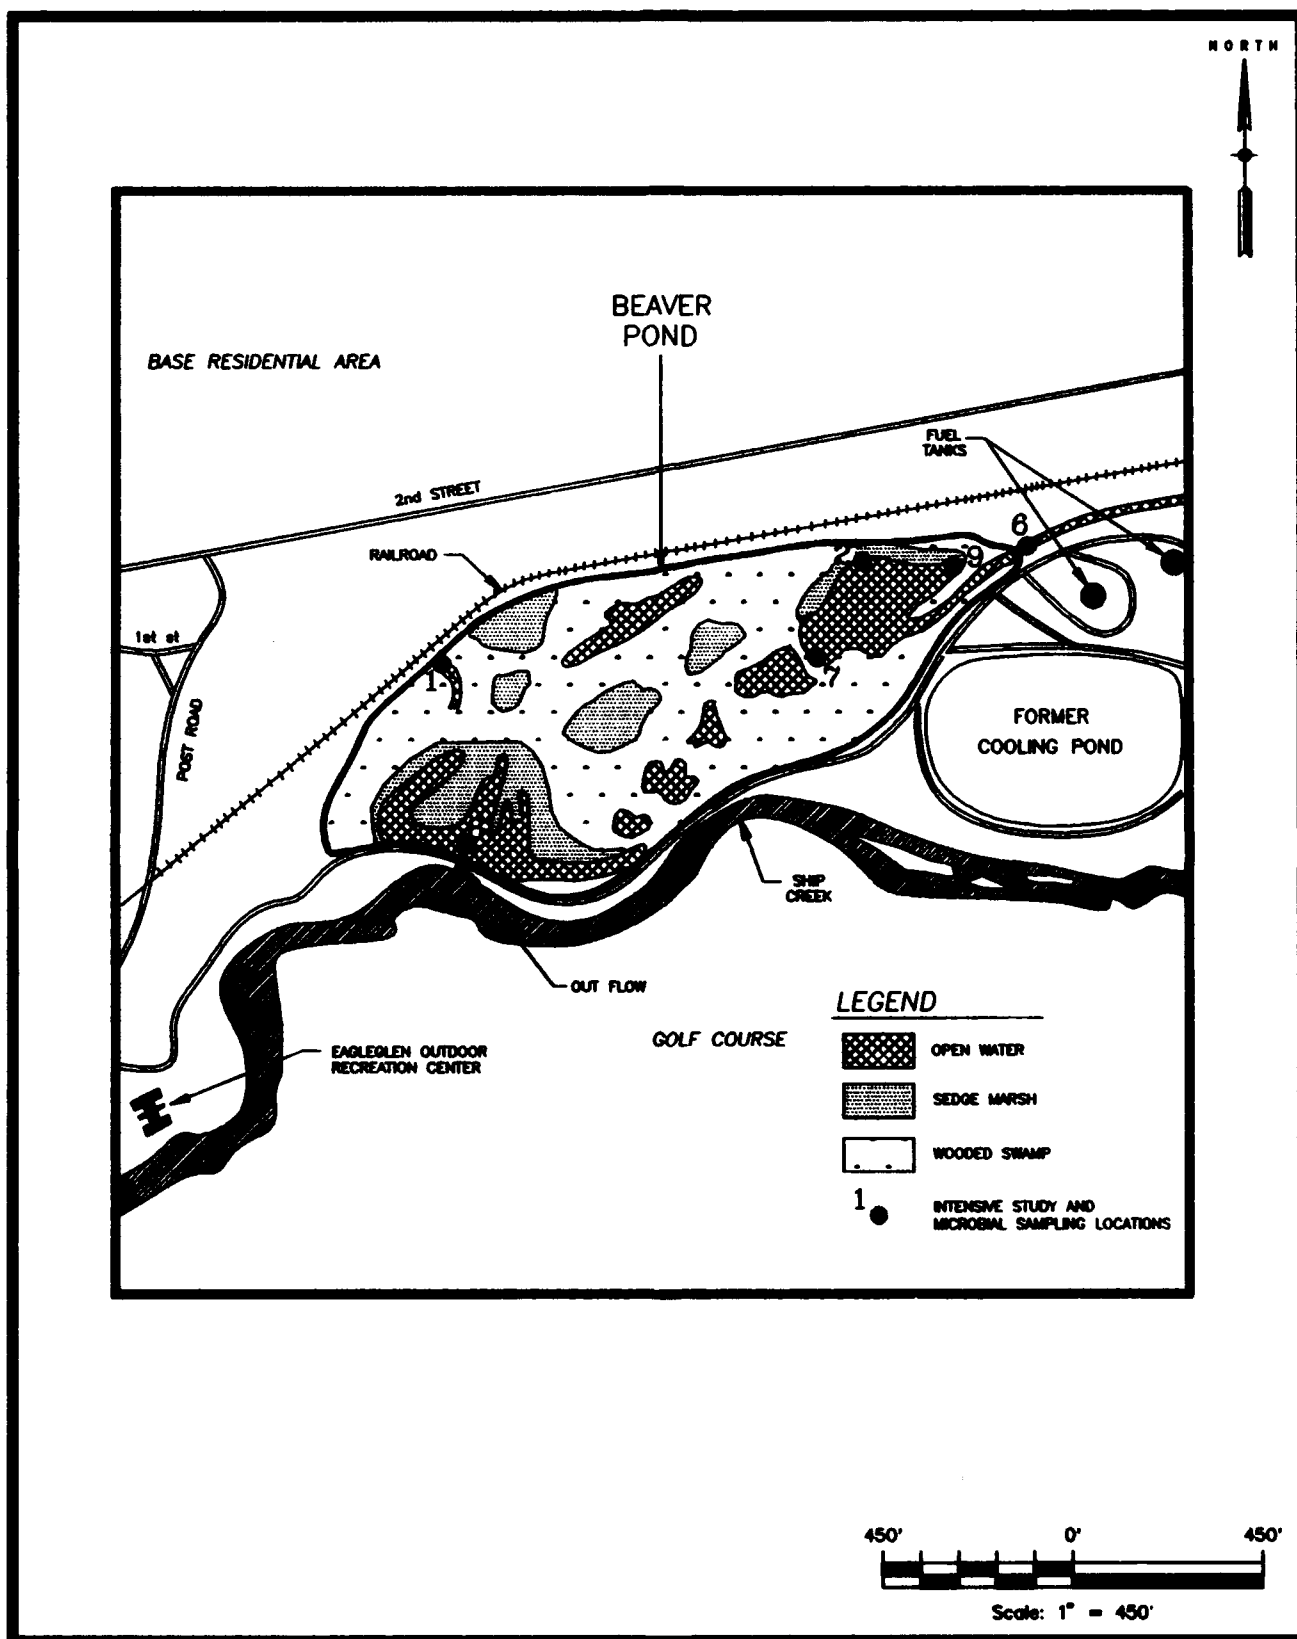 NORTH
BEAVER
POND
BASE RESIDENTIAL AREA
FUEL
TANKS
2nd STREET
6
RAILROAD
2
9
1st st
1
7
POST ROAD
FORMER
COOLING POND
SHIP
CREEK
OUT FLOW
LEGEND
GOLF COURSE
OPEN WATER
EAGLEGLEN OUTDOOR
RECREATION CENTER
SEDGE MARSH
WOODED SWAMP
1
INTENSIVE STUDY AND
MICROBIAL SAMPLING LOCATIONS
450' 0' 450'
Scale: 1" = 450'